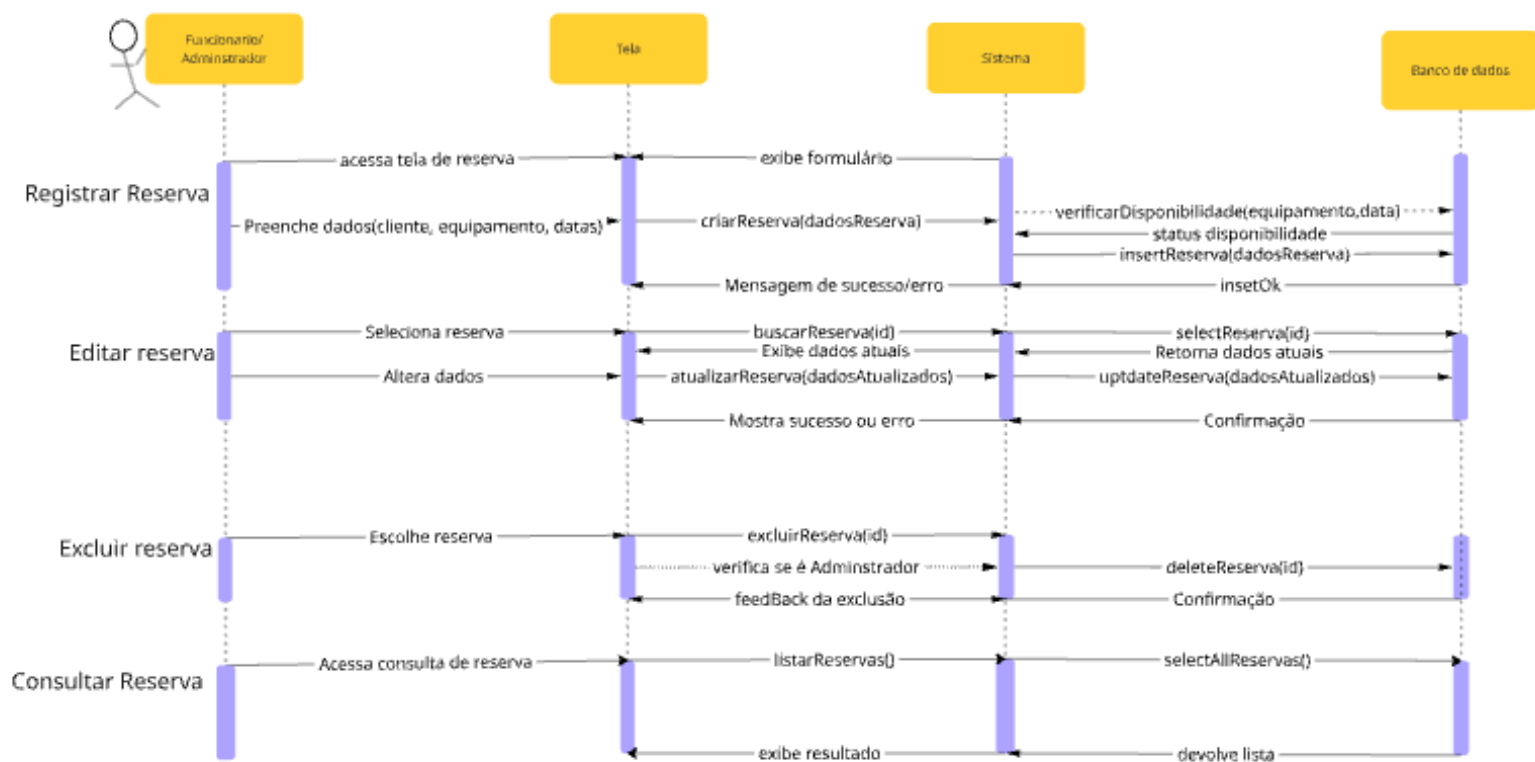 Funcionario/
Adminstrador
Tela
Sistema
Banco de dados
acessa tela de reserva
exibe formulário
Registrar Reserva
Preenche dados(cliente, equipamento, datas)
criarReserva(dadosReserva)
verificarDisponibilidade(equipamento,data)
status disponibilidade
insertReserva(dadosReserva)
Mensagem de sucesso/erro
insetOk
Seleciona reserva
buscarReserva(id)
selectReserva(id)
Editar reserva
Exibe dados atuais
Retorna dados atuais
Altera dados
atualizarReserva(dadosAtualizados)
uptdateReserva(dadosAtualizados)
Mostra sucesso ou erro
Confirmação
Escolhe reserva
excluirReserva(id)
Excluir reserva
verifica se é Adminstrador
deleteReserva(id)
feedBack da exclusão
Confirmação
Acessa consulta de reserva
listarReservas()
selectAllReservas()
Consultar Reserva
exibe resultado
devolve lista